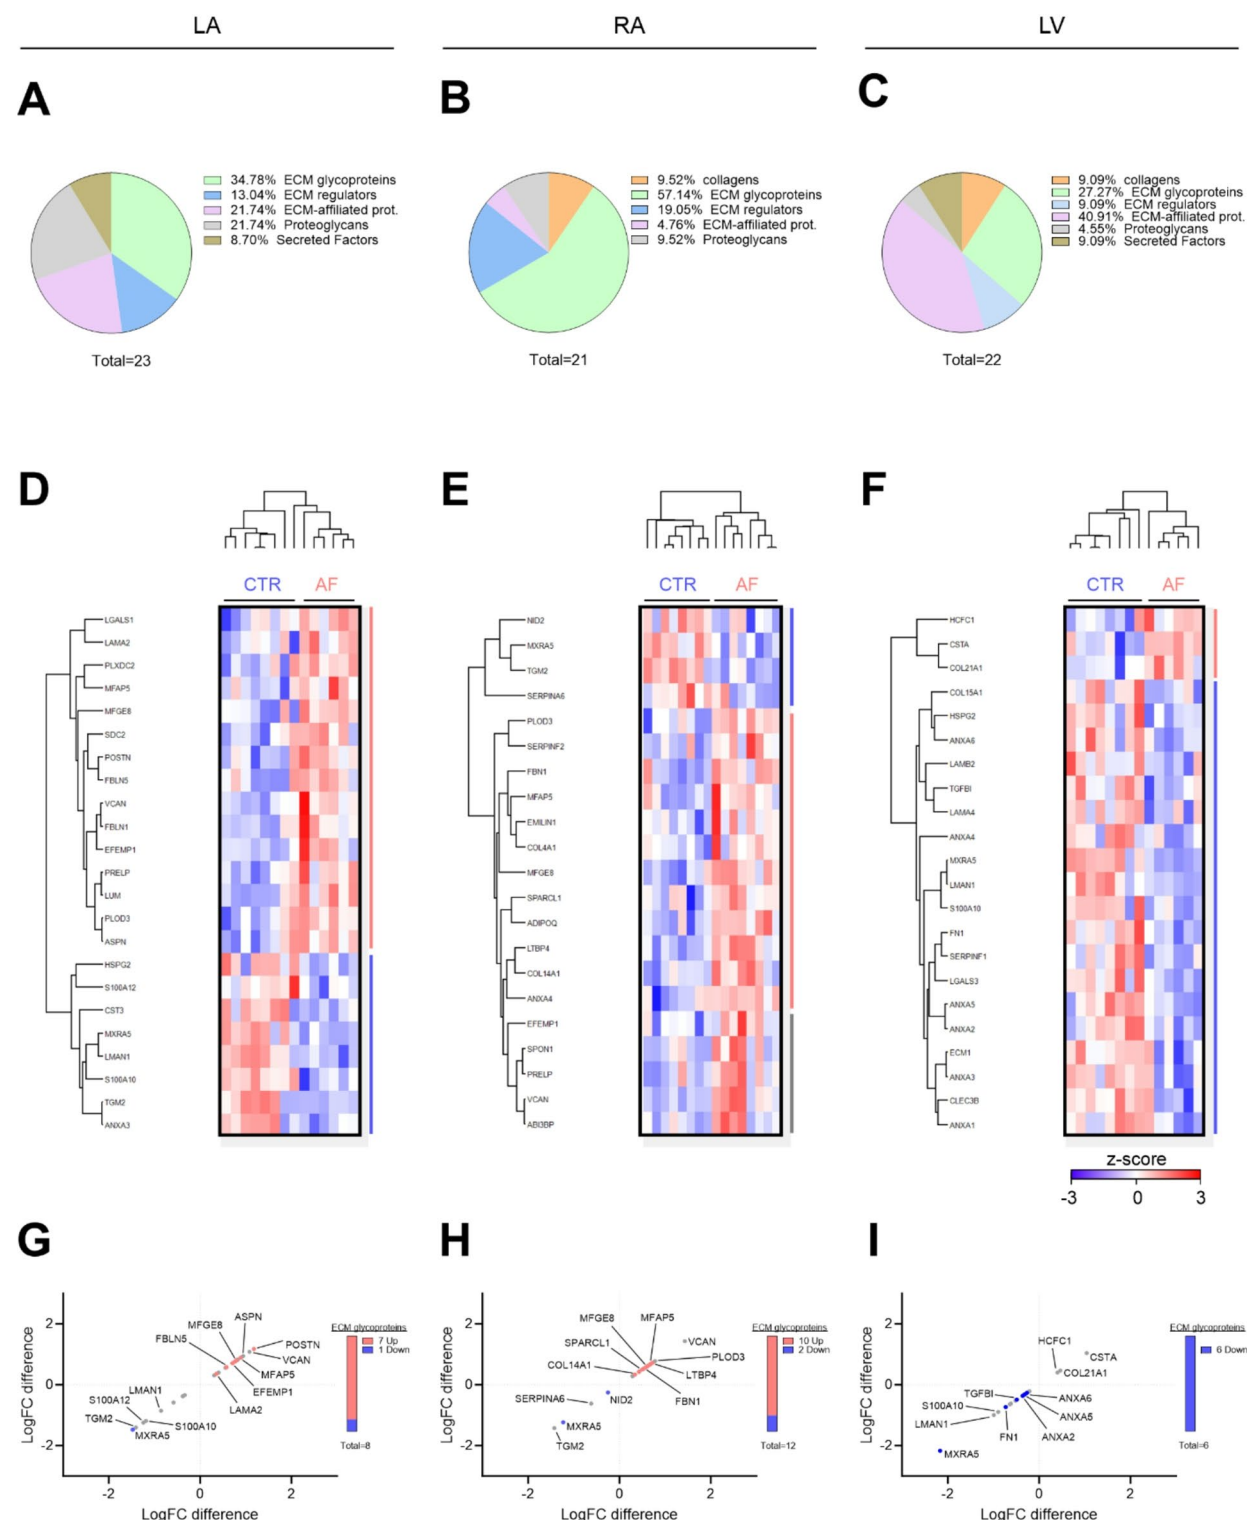 LA
RA
LV
A
34.78% ECM glycoproteins
13.04% ECM regulators
21.74% ECM-affiliated prot.
21.74% Proteoglycans
8.70% Secreted Factors
Total=23
B
9.52% collagens
57.14% ECM glycoproteins
19.05% ECM regulators
4.76% ECM-affiliated prot.
9.52% Proteoglycans
Total=21
C
9.09% collagens
27.27% ECM glycoproteins
9.09% ECM regulators
40.91% ECM-affiliated prot.
4.55% Proteoglycans
9.09% Secreted Factors
Total=22
D
CTR AF
LGALS1
LAMA2
PLXDC2
MFAP5
MFGE8
SDC2
POSTN
FBLN5
VCAN
FBLN1
EFEMP1
PRELP
LUM
PLOD3
ASPN
HSPG2
S100A12
CST3
MXRA5
LMAN1
S100A10
TGM2
ANXA3
E
CTR AF
NID2
MXRA5
TGM2
SERPINA6
PLOD3
SERPINF2
FBN1
MFAP5
EMILIN1
COL4A1
MFGE8
SPARCL1
ADIPOQ
LTBP4
COL14A1
ANXA4
EFEMP1
SPON1
PRELP
VCAN
ABI3BP
F
CTR AF
HCFC1
CSTA
COL21A1
COL15A1
HSPG2
ANXA6
LAMB2
TGFBI
LAMA4
ANXA4
MXRA5
LMAN1
S100A10
FN1
SERPINF1
LGALS3
ANXA5
ANXA2
ECM1
ANXA3
CLEC3B
ANXA1
z-score
-3 0 3
G
LogFC difference
2
0
-2
ASPN
MFGE8
FBLN5
POSTN
VCAN
MFAP5
EFEMP1
LAMA2
LMAN1
S100A12
TGM2
S100A10
MXRA5
-2 0 2
LogFC difference
ECM glycoproteins
7 Up
1 Down
Total=8
H
LogFC difference
2
0
-2
MFGE8
MFAP5
SPARCL1
VCAN
COL14A1
PLOD3
LTBP4
FBN1
SERPINA6
NID2
MXRA5
TGM2
-2 0 2
LogFC difference
ECM glycoproteins
10 Up
2 Down
Total=12
I
LogFC difference
2
0
-2
HCFC1
CSTA
COL21A1
TGFBI
ANXA6
S100A10
ANXA5
LMAN1
FN1
ANXA2
MXRA5
-2 0 2
LogFC difference
ECM glycoproteins
6 Down
Total=6